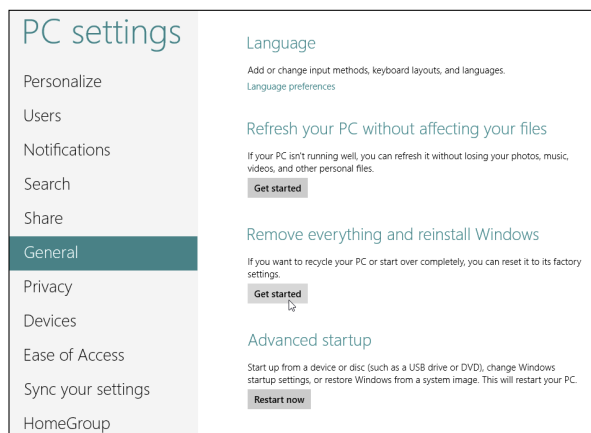 PC settings
Personalize
Users
Notifications
Search
Share
General
Privacy
Devices
Ease of Access
Sync your settings
HomeGroup
Language
Add or change input methods, keyboard layouts, and languages.
Language preferences
Refresh your PC without affecting your files
If your PC isn't running well, you can refresh it without losing your photos, music,
videos, and other personal files.
Get started
Remove everything and reinstall Windows
If you want to recycle your PC or start over completely, you can reset it to its factory
settings.
Get started
Advanced startup
Start up from a device or disc (such as a USB drive or DVD), change Windows
startup settings, or restore Windows from a system image. This will restart your PC.
Restart now